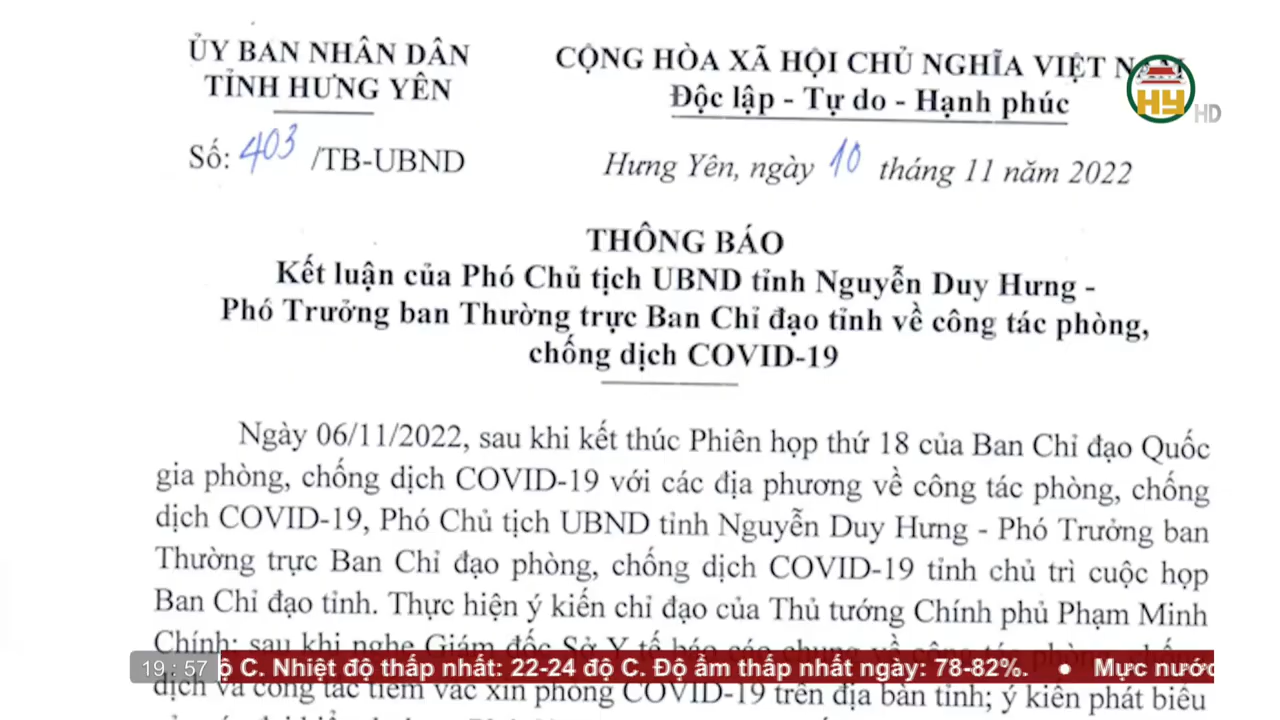 ỦY BAN NHÂN DÂN
TỈNH HƯNG YÊN
Số: 403 /TB-UBND
CỘNG HÒA XÃ HỘI CHỦ NGHĨA VIỆT
Độc lập - Tự do - Hạnh phúc
Hưng Yên, ngày 10 tháng 11 năm 2022
HY HD
THÔNG BÁO
Kết luận của Phó Chủ tịch UBND tỉnh Nguyễn Duy Hưng -
Phó Trưởng ban Thường trực Ban Chỉ đạo tỉnh về công tác phòng,
chống dịch COVID-19
Ngày 06/11/2022, sau khi kết thúc Phiên họp thứ 18 của Ban Chỉ đạo Quốc
gia phòng, chống dịch COVID-19 với các địa phương về công tác phòng, chống
dịch COVID-19, Phó Chủ tịch UBND tỉnh Nguyễn Duy Hưng - Phó Trưởng ban
Thường trực Ban Chỉ đạo phòng, chống dịch COVID-19 tỉnh chủ trì cuộc họp
Ban Chỉ đạo tỉnh. Thực hiện ý kiến chỉ đạo của Thủ tướng Chính phủ Phạm Minh
Chính; sau khi nghe Giám đốc Sở Y tế
19:57 độ C. Nhiệt độ thấp nhất: 22-24 độ C. Độ ẩm thấp nhất ngày: 78-82%. • Mực nước
dịch và công tác tiêm vắc xin phòng COVID-19 trên địa bàn tỉnh; ý kiến phát biểu